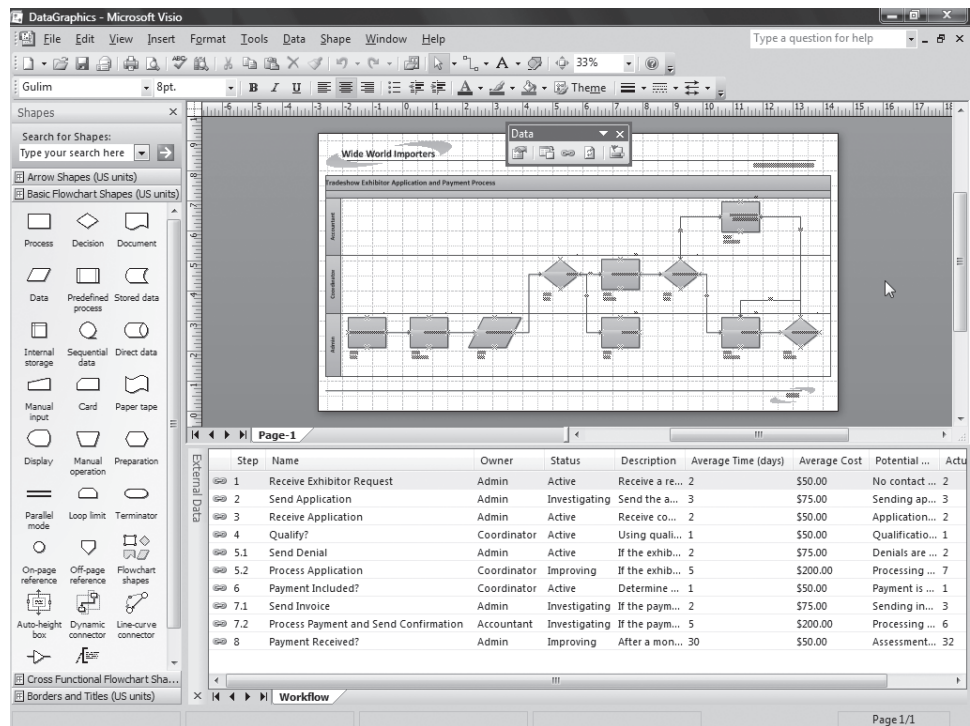 DataGraphics - Microsoft Visio
File Edit View Insert Format Tools Data Shape Window Help
Type a question for help
33%
Gulim 8pt. B I U A Theme
Shapes
Search for Shapes:
Type your search here
Arrow Shapes (US units)
Basic Flowchart Shapes (US units)
Process Decision Document
Data Predefined process Stored data
Internal storage Sequential data Direct data
Manual input Card Paper tape
Display Manual operation Preparation
Parallel mode Loop limit Terminator
On-page reference Off-page reference Flowchart shapes
Auto-height box Dynamic connector Line-curve connector
Cross Functional Flowchart Sha...
Borders and Titles (US units)
Data
Wide World Importers
Tradeshow Exhibitor Application and Payment Process
Accountant
Coordinator
Admin
Page-1
External Data
Step Name Owner Status Description Average Time (days) Average Cost Potential ... Actu
1 Receive Exhibitor Request Admin Active Receive a re... 2 $50.00 No contact ... 2
2 Send Application Admin Investigating Send the a... 3 $75.00 Sending ap... 3
3 Receive Application Admin Active Receive co... 2 $50.00 Application... 2
4 Qualify? Coordinator Active Using quali... 1 $50.00 Qualificatio... 1
5.1 Send Denial Admin Active If the exhib... 2 $75.00 Denials are ... 2
5.2 Process Application Coordinator Improving If the exhib... 5 $200.00 Processing ... 7
6 Payment Included? Coordinator Active Determine ... 1 $50.00 Payment is ... 1
7.1 Send Invoice Admin Investigating If the paym... 2 $75.00 Sending in... 3
7.2 Process Payment and Send Confirmation Accountant Investigating If the paym... 5 $200.00 Processing ... 6
8 Payment Received? Admin Improving After a mon... 30 $50.00 Assessment... 32
Workflow
Page 1/1